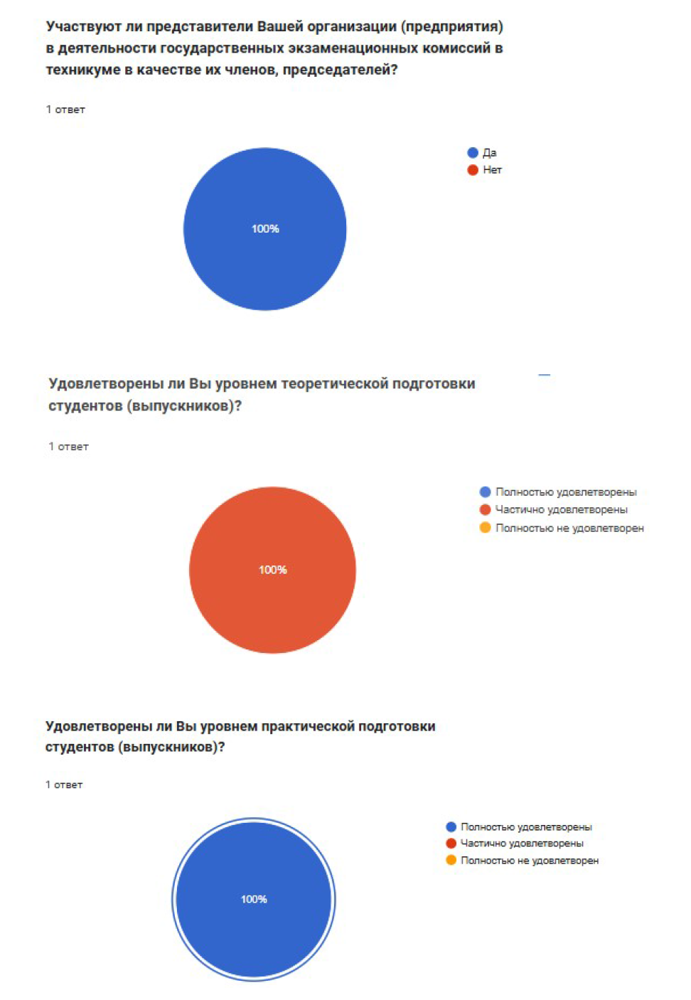 Участвуют ли представители Вашей организации (предприятия)
в деятельности государственных экзаменационных комиссий в
техникуме в качестве их членов, председателей?
1 ответ
Да
Нет
100%
Удовлетворены ли Вы уровнем теоретической подготовки
студентов (выпускников)?
1 ответ
Полностью удовлетворены
Частично удовлетворены
Полностью не удовлетворен
100%
Удовлетворены ли Вы уровнем практической подготовки
студентов (выпускников)?
1 ответ
Полностью удовлетворены
Частично удовлетворены
Полностью не удовлетворен
100%